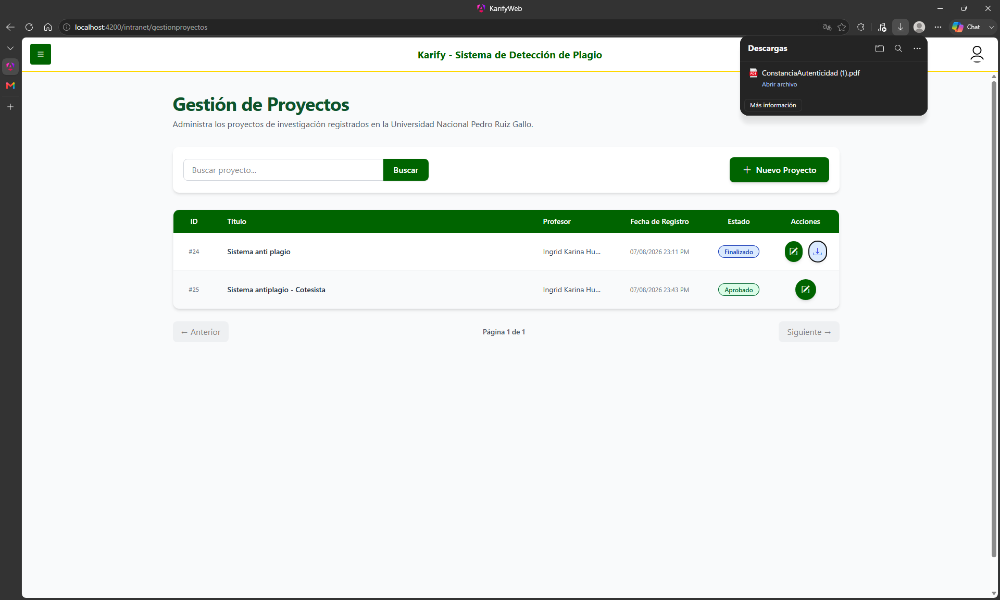 KarifyWeb
localhost:4200/intranet/gestionproyectos
Chat
Karify - Sistema de Detección de Plagio
Descargas
PDF
ConstanciaAutenticidad (1).pdf
Abrir archivo
Más información
Gestión de Proyectos
Administra los proyectos de investigación registrados en la Universidad Nacional Pedro Ruiz Gallo.
Buscar proyecto...
Buscar
+ Nuevo Proyecto
ID Título Profesor Fecha de Registro Estado Acciones
#24 Sistema anti plagio Ingrid Karina Hu... 07/08/2026 23:11 PM Finalizado
#25 Sistema antiplagio - Cotesista Ingrid Karina Hu... 07/08/2026 23:43 PM Aprobado
← Anterior Página 1 de 1 Siguiente →